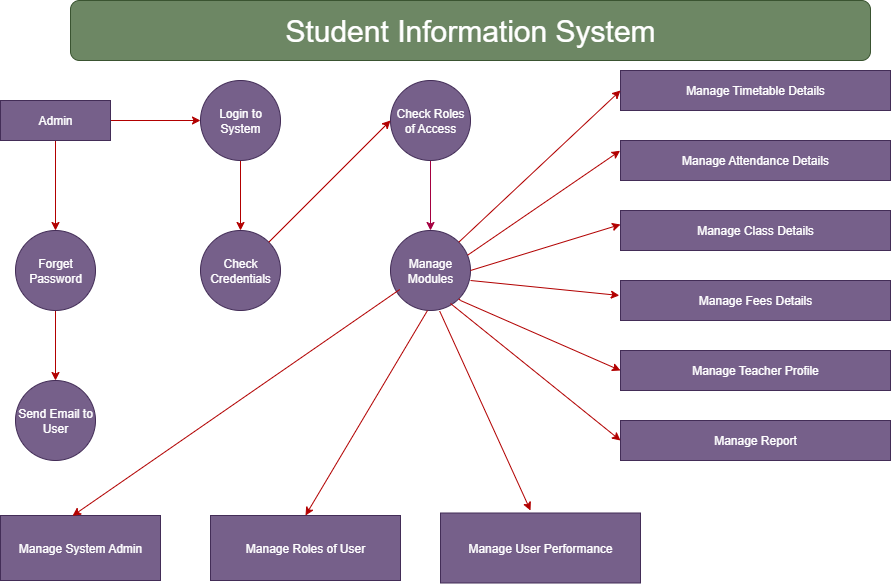 Student Information System
Admin
Login to
System
Check Roles
of Access
Manage Timetable Details
Manage Attendance Details
Manage Class Details
Forget
Password
Check
Credentials
Manage
Modules
Manage Fees Details
Manage Teacher Profile
Send Email to
User
Manage Report
Manage System Admin
Manage Roles of User
Manage User Performance